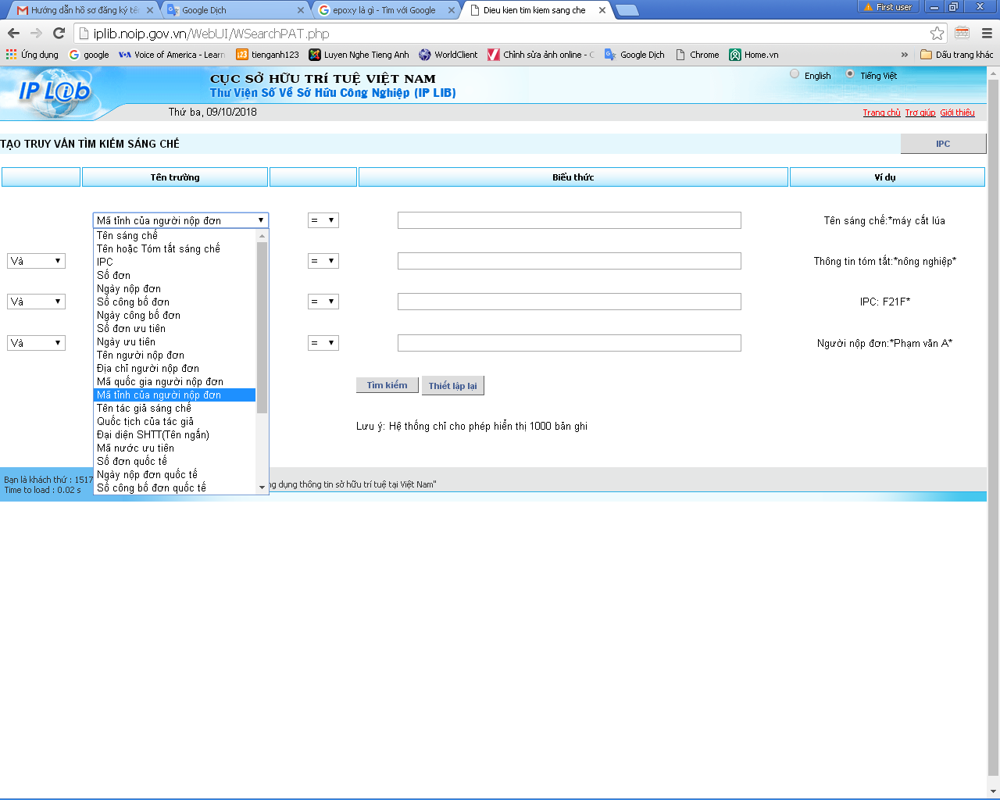 Hướng dẫn hồ sơ đăng ký tê
Google Dịch
epoxy là gì - Tìm với Google
Dieu kien tim kiem sang che
First user
iplib.noip.gov.vn/WebUI/WSearchPAT.php
Ứng dụng
google
Voice of America - Learn
tienganh123
Luyen Nghe Tieng Anh
WorldClient
Chỉnh sửa ảnh online - C
Google Dịch
Chrome
Home.vn
»
Dấu trang khác
IP Lib
CỤC SỞ HỮU TRÍ TUỆ VIỆT NAM
Thư Viện Số Về Sở Hữu Công Nghiệp (IP LIB)
English
Tiếng Việt
Thứ ba, 09/10/2018
Trang chủ Trợ giúp Giới thiệu
TẠO TRUY VẤN TÌM KIẾM SÁNG CHẾ
IPC
Tên trường
Biểu thức
Ví dụ
Mã tỉnh của người nộp đơn
=
Tên sáng chế:*máy cắt lúa
Tên sáng chế
Tên hoặc Tóm tắt sáng chế
Và
=
Thông tin tóm tắt:*nông nghiệp*
IPC
Số đơn
Ngày nộp đơn
Và
=
IPC: F21F*
Số công bố đơn
Ngày công bố đơn
Số đơn ưu tiên
Và
=
Người nộp đơn:*Phạm văn A*
Ngày ưu tiên
Tên người nộp đơn
Địa chỉ người nộp đơn
Mã quốc gia người nộp đơn
Tìm kiếm
Thiết lập lại
Mã tỉnh của người nộp đơn
Tên tác giả sáng chế
Quốc tịch của tác giả
Lưu ý: Hệ thống chỉ cho phép hiển thị 1000 bản ghi
Đại diện SHTT(Tên ngắn)
Mã nước ưu tiên
Số đơn quốc tế
Ngày nộp đơn quốc tế
Số công bố đơn quốc tế
Bạn là khách thứ : 1517
Time to load : 0.02 s
ng dụng thông tin sở hữu trí tuệ tại Việt Nam"